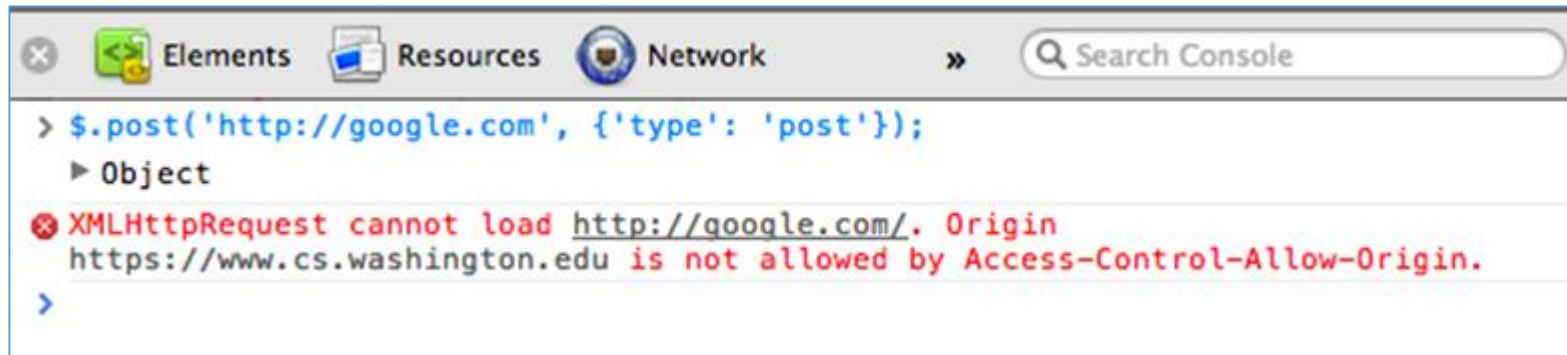 Elements Resources Network » Search Console
> $.post('http://google.com', {'type': 'post'});
▶ Object
XMLHttpRequest cannot load http://google.com/. Origin
https://www.cs.washington.edu is not allowed by Access-Control-Allow-Origin.
>